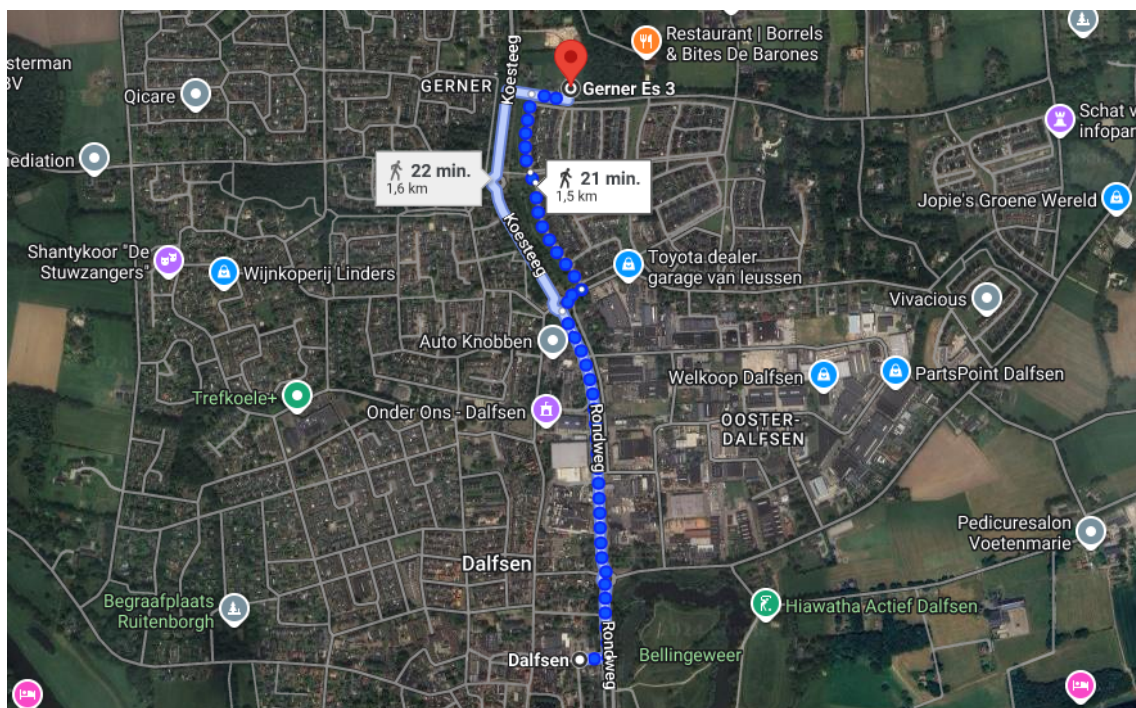 Restaurant | Borrels
& Bites De Barones
sterman
BV
Qicare
GERNER
Koesteeg
Gerner Es 3
Schat v
infopar
nediation
22 min.
1,6 km
21 min.
1,5 km
Jopie's Groene Wereld
Koesteeg
Shantykoor "De
Stuwzangers"
Wijnkoperij Linders
Toyota dealer
garage van leussen
Vivacious
Auto Knobben
Welkoop Dalfsen
PartsPoint Dalfsen
Trefkoele+
Onder Ons - Dalfsen
Rondweg
OOSTER-
DALFSEN
Pedicuresalon
Voetenmarie
Dalfsen
Begraafplaats
Ruitenborgh
Hiawatha Actief Dalfsen
Rondweg
Bellingeweer
Dalfsen